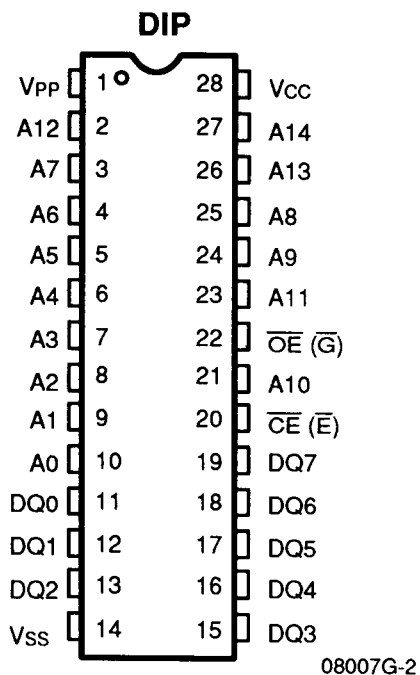 DIP
VPP 1 28 VCC
A12 2 27 A14
A7 3 26 A13
A6 4 25 A8
A5 5 24 A9
A4 6 23 A11
A3 7 22 O̅E̅ (G̅)
A2 8 21 A10
A1 9 20 C̅E̅ (E̅)
A0 10 19 DQ7
DQ0 11 18 DQ6
DQ1 12 17 DQ5
DQ2 13 16 DQ4
VSS 14 15 DQ3
08007G-2